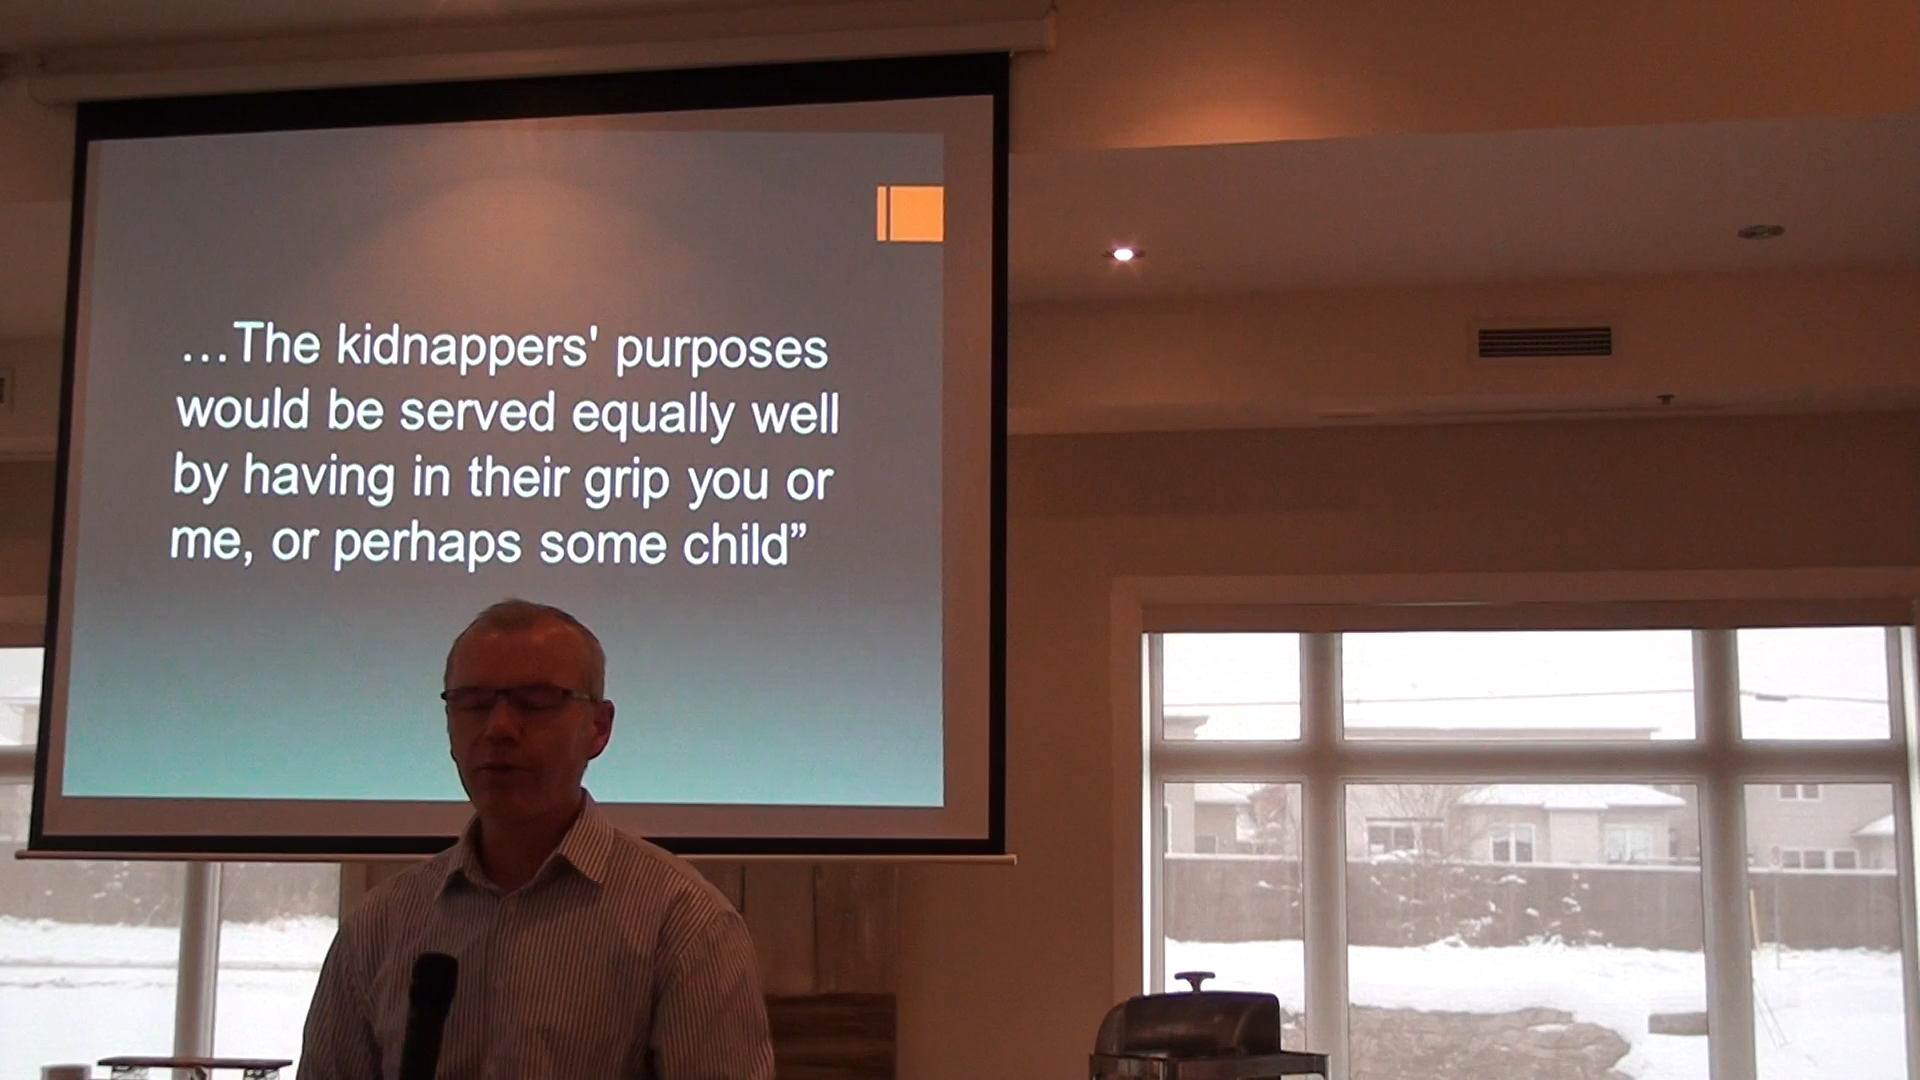 …The kidnappers' purposes
would be served equally well
by having in their grip you or
me, or perhaps some child”